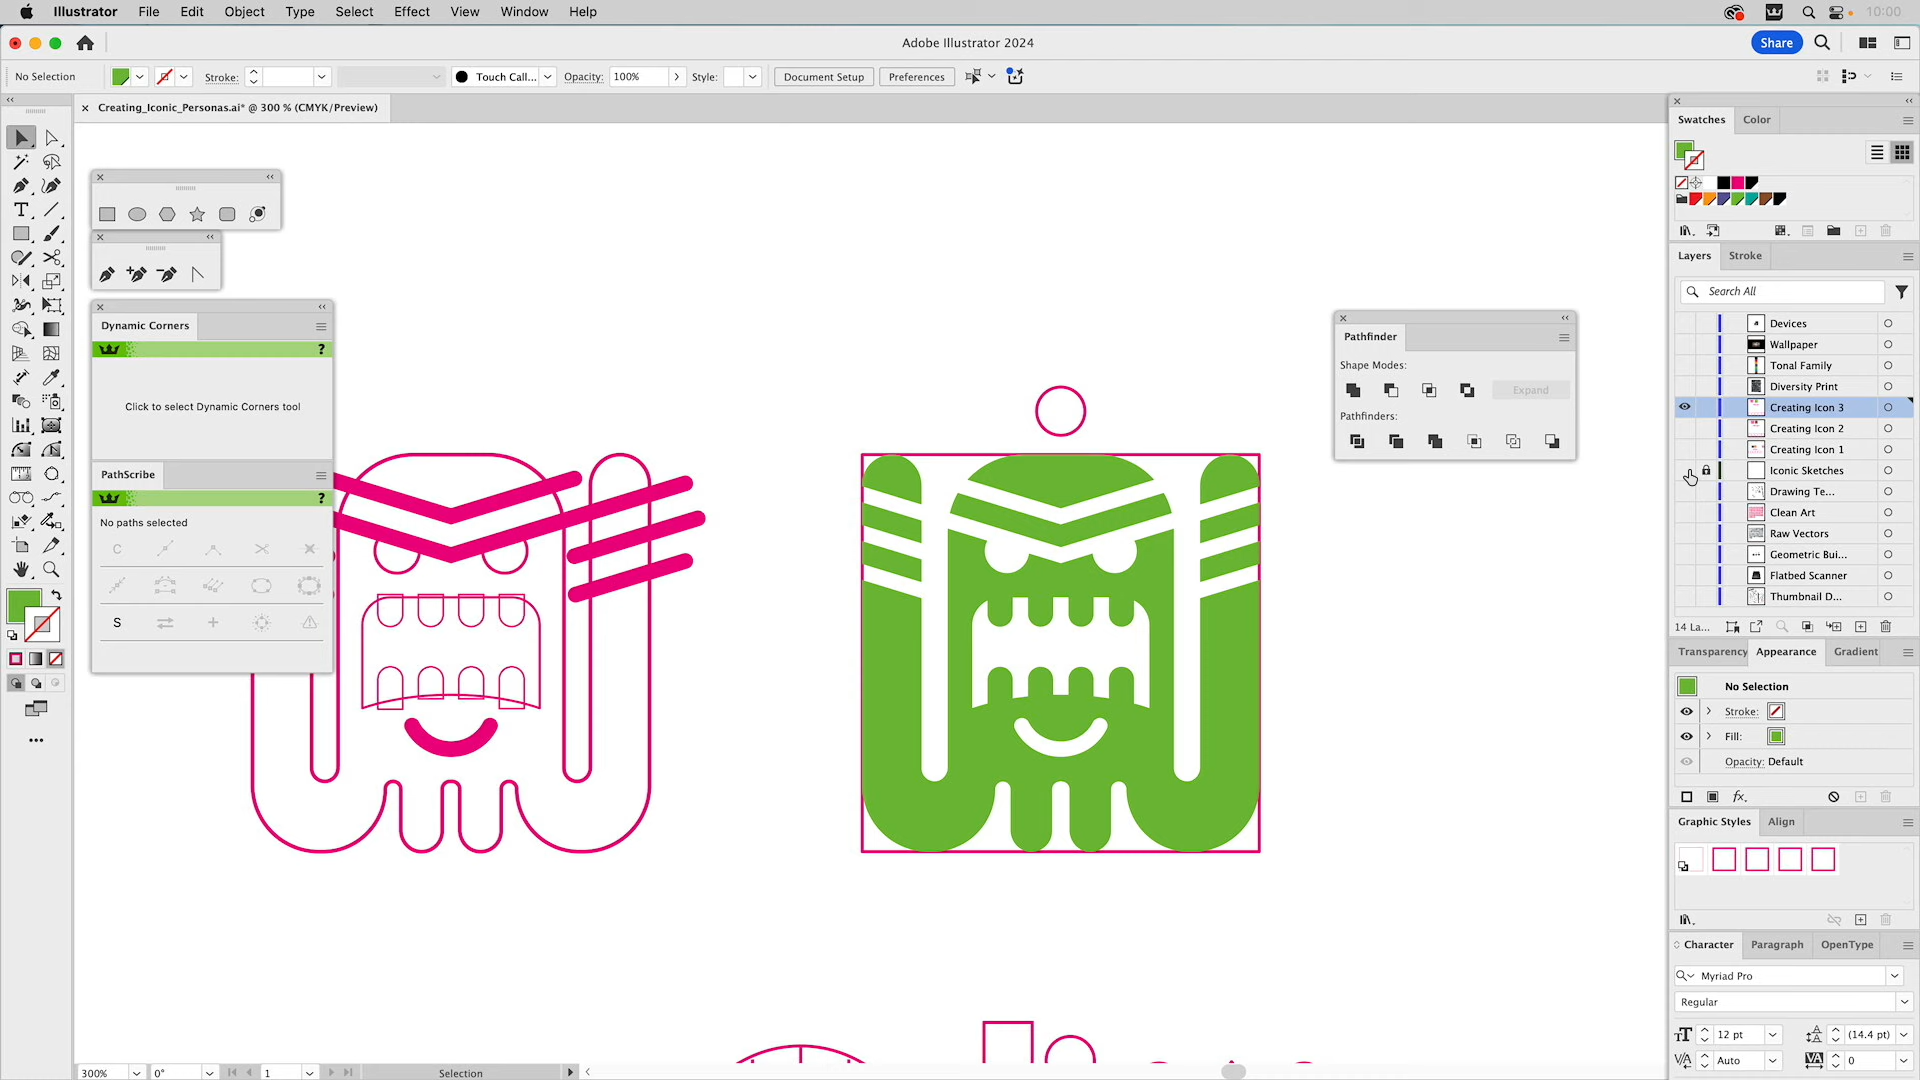 Illustrator File Edit Object Type Select Effect View Window Help 10:00
Adobe Illustrator 2024
Share
No Selection Stroke: Touch Call... Opacity: 100% Style: Document Setup Preferences
Creating_Iconic_Personas.ai* @ 300 % (CMYK/Preview)
Swatches Color
Layers Stroke
Search All
Devices
Wallpaper
Tonal Family
Diversity Print
Creating Icon 3
Creating Icon 2
Creating Icon 1
Iconic Sketches
Drawing Te...
Clean Art
Raw Vectors
Geometric Bui...
Flatbed Scanner
Thumbnail D...
14 La...
Dynamic Corners
?
Click to select Dynamic Corners tool
PathScribe
?
No paths selected
C
S
Pathfinder
Shape Modes:
Expand
Pathfinders:
Transparency Appearance Gradient
No Selection
Stroke:
Fill:
Opacity: Default
fx.
Graphic Styles Align
Character Paragraph OpenType
Myriad Pro
Regular
12 pt (14.4 pt)
Auto 0
300% 0° 1 Selection